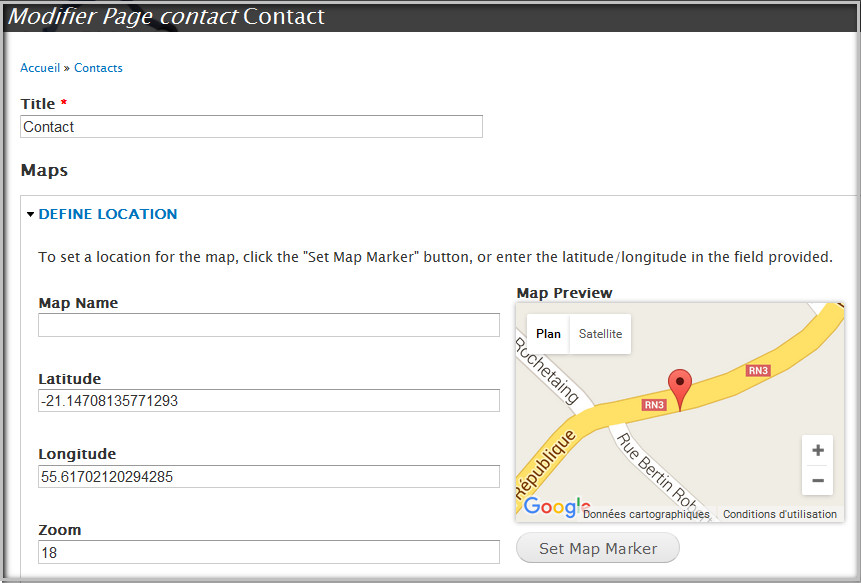 Modifier Page contact Contact
Accueil » Contacts
Title *
Contact
Maps
DEFINE LOCATION
To set a location for the map, click the "Set Map Marker" button, or enter the latitude/longitude in the field provided.
Map Name
Latitude
-21.14708135771293
Longitude
55.61702120294285
Zoom
18
Map Preview
Plan
Satellite
Rochetaing
RN3
RN3
République
Rue Bertin Rober
+
−
Google
Données cartographiques
Conditions d'utilisation
Set Map Marker